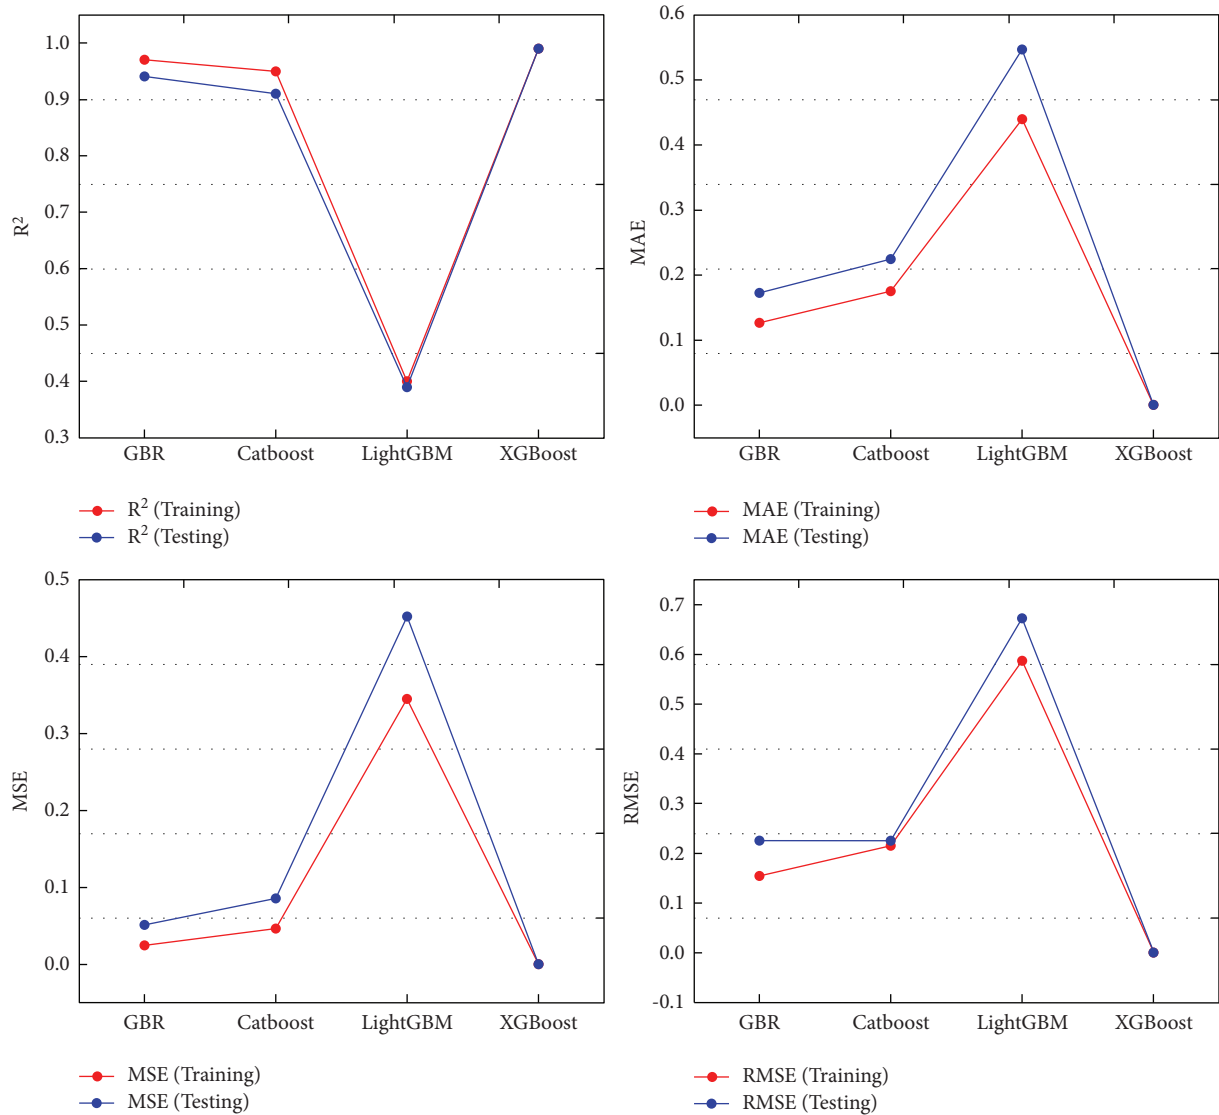 1.0
0.9
0.8
0.7
0.6
0.5
0.4
0.3
R²
GBR Catboost LightGBM XGBoost
R² (Training)
R² (Testing)
0.6
0.5
0.4
0.3
0.2
0.1
0.0
MAE
GBR Catboost LightGBM XGBoost
MAE (Training)
MAE (Testing)
0.5
0.4
0.3
0.2
0.1
0.0
MSE
GBR Catboost LightGBM XGBoost
MSE (Training)
MSE (Testing)
0.7
0.6
0.5
0.4
0.3
0.2
0.1
0.0
-0.1
RMSE
GBR Catboost LightGBM XGBoost
RMSE (Training)
RMSE (Testing)